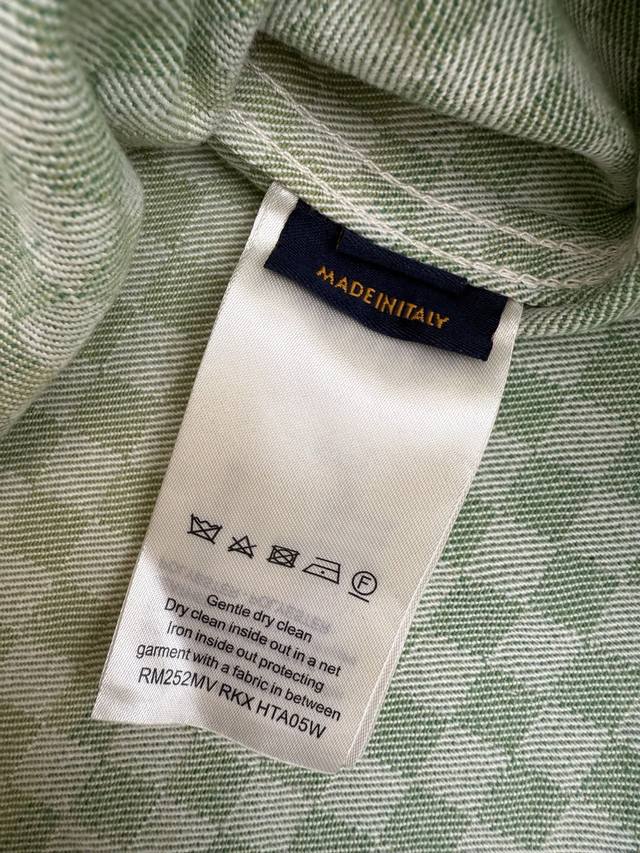 MADEINITALY
F
Gentle dry clean
Dry clean inside out in a net
Iron inside out protecting
garment with a fabric in between
RM252MV RKX HTA05W